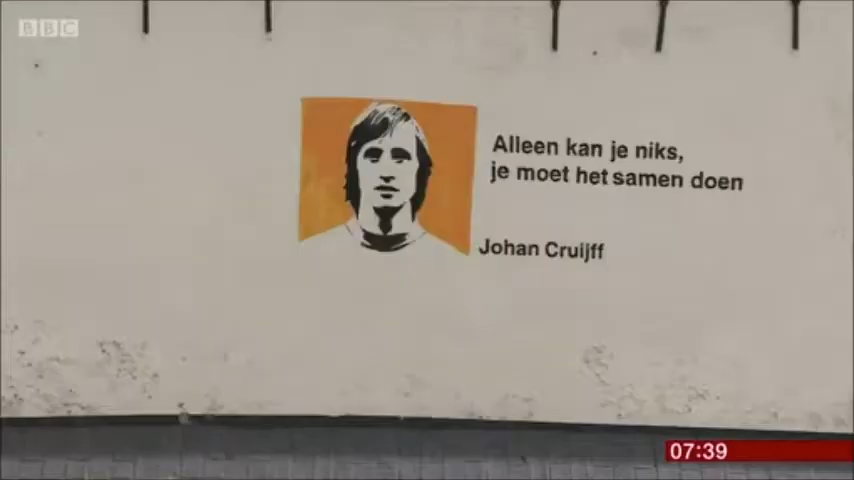 BBC
Alleen kan je niks,
je moet het samen doen
Johan Cruijff
07:39